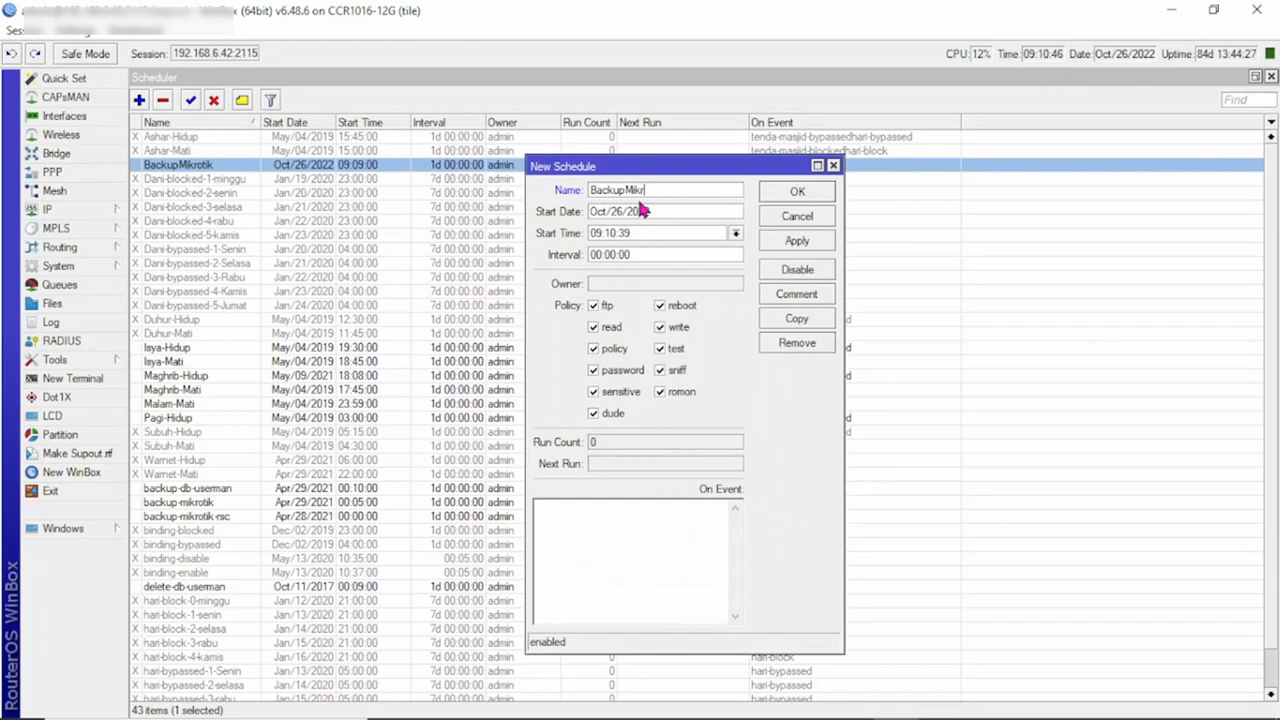 (64bit) v6.48.6 on CCR1016-12G (tile)
Safe Mode Session: 192.168.6.42:2115 CPU: 12% Time: 09:10:46 Date: Oct/26/2022 Uptime: 84d 13:44:27
Quick Set
CAPsMAN
Interfaces
Wireless
Bridge
PPP
Mesh
IP
MPLS
Routing
System
Queues
Files
Log
RADIUS
Tools
New Terminal
Dot1X
LCD
Partition
Make Supout.rif
New WinBox
Exit
Windows
RouterOS WinBox
Scheduler
Find
Name Start Date Start Time Interval Owner Run Count Next Run On Event
X Ashar-Hidup May/04/2019 15:45:00 1d 00:00:00 admin 0 tenda-masjid-bypassedhari-bypassed
X Ashar-Mati May/04/2019 15:00:00 1d 00:00:00 admin 0 tenda-masjid-blockedhari-block
BackupMikrotik Oct/26/2022 09:09:00 1d 00:00:00 admin
X Dani-blocked-1-minggu Jan/19/2020 22:00:00 7d 00:00:00 admin
X Dani-blocked-2-senin Jan/20/2020 22:00:00 7d 00:00:00 admin
X Dani-blocked-3-selasa Jan/21/2020 22:00:00 7d 00:00:00 admin
X Dani-blocked-4-rabu Jan/22/2020 22:00:00 7d 00:00:00 admin
X Dani-blocked-5-kamis Jan/23/2020 22:00:00 7d 00:00:00 admin
X Dani-bypassed-1-Senin Jan/20/2020 04:00:00 7d 00:00:00 admin
X Dani-bypassed-2-Selasa Jan/21/2020 04:00:00 7d 00:00:00 admin
X Dani-bypassed-3-Rabu Jan/22/2020 04:00:00 7d 00:00:00 admin
X Dani-bypassed-4-Kamis Jan/23/2020 04:00:00 7d 00:00:00 admin
X Dani-bypassed-5-Jumat Jan/24/2020 04:00:00 7d 00:00:00 admin
X Duhur-Hidup May/04/2019 12:30:00 1d 00:00:00 admin d
X Duhur-Mati May/04/2019 11:45:00 1d 00:00:00 admin
Isya-Hidup May/04/2019 19:30:00 1d 00:00:00 admin d
Isya-Mati May/04/2019 18:45:00 1d 00:00:00 admin
Maghrib-Hidup May/09/2021 18:08:00 1d 00:00:00 admin d
Maghrib-Mati May/04/2019 17:45:00 1d 00:00:00 admin
Malam-Mati May/04/2019 23:59:00 1d 00:00:00 admin
Pagi-Hidup May/04/2019 03:00:00 1d 00:00:00 admin d
X Subuh-Hidup May/04/2019 05:15:00 1d 00:00:00 admin d
X Subuh-Mati May/04/2019 1d 00:00:00 admin
X Warnet-Hidup Apr/29/2021 1d 00:00:00 admin
X Warnet-Mati Apr/29/2021 22:00:00 1d 00:00:00 admin
backup-db-userman Apr/29/2021 00:10:00 1d 00:00:00 admin
backup-mikrotik Apr/29/2021 00:05:00 1d 00:00:00 admin
backup-mikrotik-rsc Apr/28/2021 00:00:00 1d 00:00:00 admin
X binding-blocked Dec/02/2019 23:00:00 1d 00:00:00 admin
X binding-bypassed Dec/02/2019 04:00:00 1d 00:00:00 admin
X binding-disable May/13/2020 10:35:00 00:05:00 admin
X binding-enable May/13/2020 10:37:00 00:05:00 admin
delete-db-userman Oct/11/2017 00:09:00 1d 00:00:00 admin
X hari-block-0-minggu Jan/12/2020 21:00:00 7d 00:00:00 admin
X hari-block-1-senin Jan/13/2020 21:00:00 7d 00:00:00 admin
X hari-block-2-selasa Jan/14/2020 21:00:00 7d 00:00:00 admin
X hari-block-3-rabu Jan/15/2020 21:00:00 7d 00:00:00 admin
X hari-block-4-kamis Jan/16/2020 21:00:00 7d 00:00:00 admin 0 hari-block
X hari-bypassed-1-Senin Jan/13/2020 05:00:00 7d 00:00:00 admin 0 hari-bypassed
X hari-bypassed-2-selasa Jan/14/2020 05:00:00 7d 00:00:00 admin 0 hari-bypassed
X hari-bypassed-3-rabu Jan/15/2020 05:00:00 7d 00:00:00 admin 0 hari-bypassed
43 items (1 selected)
New Schedule
Name: BackupMikr
Start Date: Oct/26/20
Start Time: 09:10:39
Interval: 00:00:00
Owner:
Policy: ftp reboot
read write
policy test
password sniff
sensitive romon
dude
Run Count: 0
Next Run:
On Event:
enabled
OK
Cancel
Apply
Disable
Comment
Copy
Remove